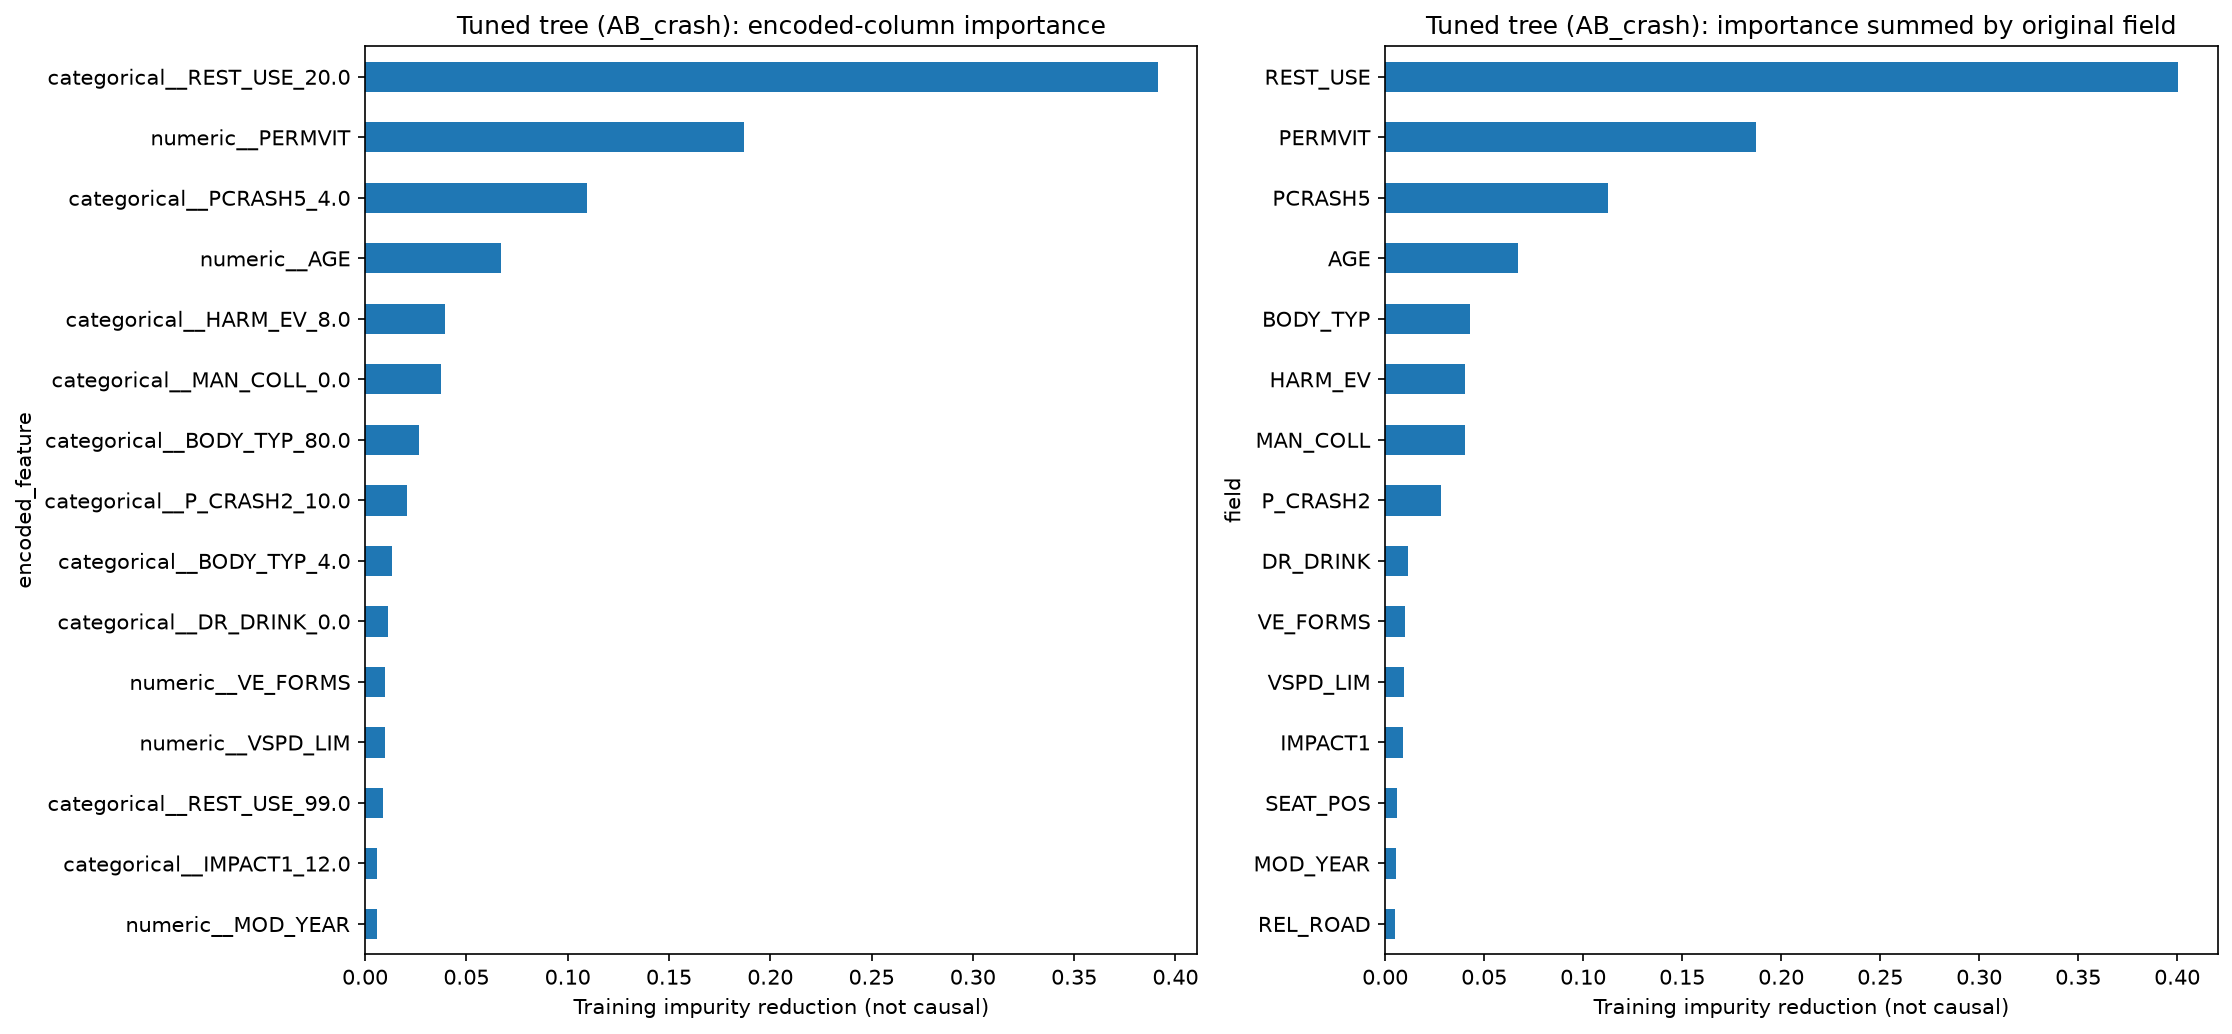 Tuned tree (AB_crash): encoded-column importance
encoded_feature
categorical__REST_USE_20.0
numeric__PERMVIT
categorical__PCRASH5_4.0
numeric__AGE
categorical__HARM_EV_8.0
categorical__MAN_COLL_0.0
categorical__BODY_TYP_80.0
categorical__P_CRASH2_10.0
categorical__BODY_TYP_4.0
categorical__DR_DRINK_0.0
numeric__VE_FORMS
numeric__VSPD_LIM
categorical__REST_USE_99.0
categorical__IMPACT1_12.0
numeric__MOD_YEAR
0.00 0.05 0.10 0.15 0.20 0.25 0.30 0.35 0.40
Training impurity reduction (not causal)
Tuned tree (AB_crash): importance summed by original field
field
REST_USE
PERMVIT
PCRASH5
AGE
BODY_TYP
HARM_EV
MAN_COLL
P_CRASH2
DR_DRINK
VE_FORMS
VSPD_LIM
IMPACT1
SEAT_POS
MOD_YEAR
REL_ROAD
0.00 0.05 0.10 0.15 0.20 0.25 0.30 0.35 0.40
Training impurity reduction (not causal)